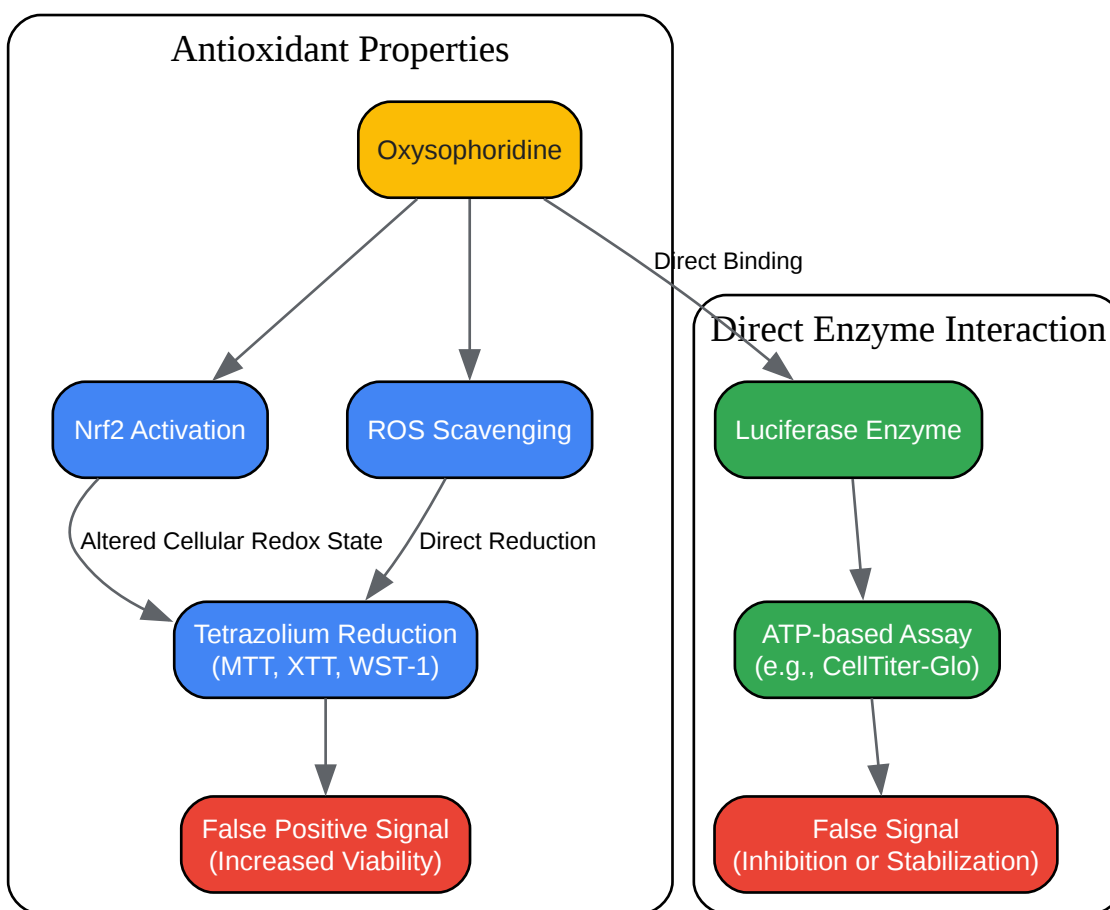 Antioxidant Properties
Oxysophoridine
Direct Binding
Direct Enzyme Interaction
Nrf2 Activation
ROS Scavenging
Luciferase Enzyme
Altered Cellular Redox State
Direct Reduction
Tetrazolium Reduction
(MTT, XTT, WST-1)
ATP-based Assay
(e.g., CellTiter-Glo)
False Positive Signal
(Increased Viability)
False Signal
(Inhibition or Stabilization)